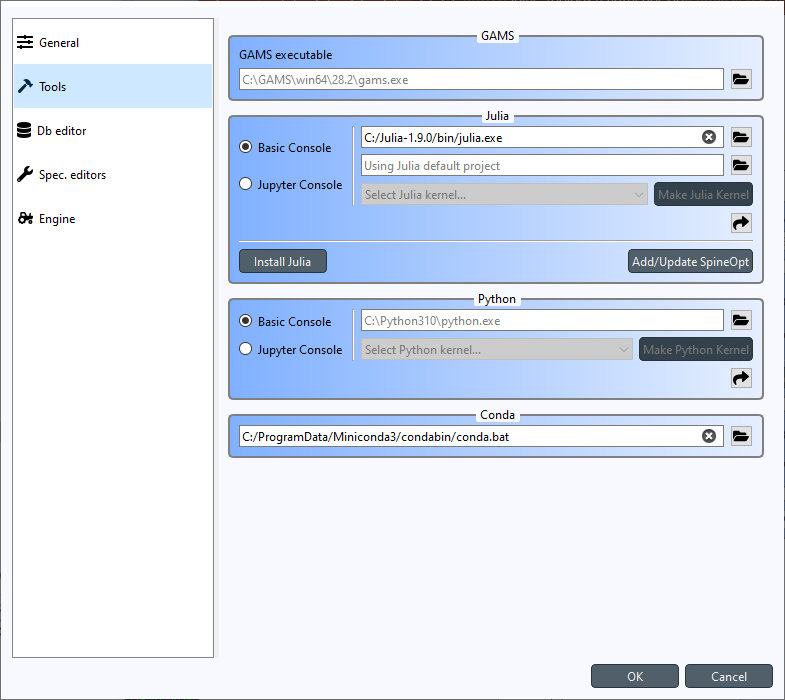 General
Tools
Db editor
Spec. editors
Engine
GAMS
GAMS executable
C:\GAMS\win64\28.2\gams.exe
Julia
Basic Console
C:/Julia-1.9.0/bin/julia.exe
Using Julia default project
Jupyter Console
Select Julia kernel...
Make Julia Kernel
Install Julia
Add/Update SpineOpt
Python
Basic Console
C:\Python310\python.exe
Jupyter Console
Select Python kernel...
Make Python Kernel
Conda
C:/ProgramData/Miniconda3/condabin/conda.bat
OK
Cancel